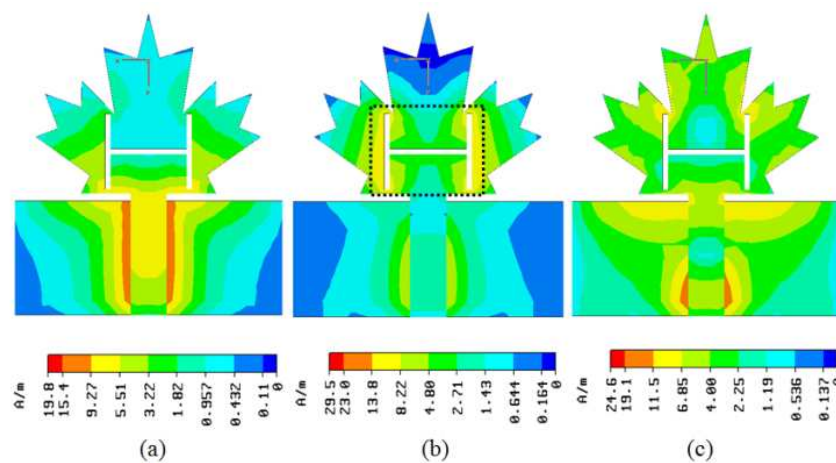 A/m 19.8 15.4 9.27 5.51 3.22 1.82 0.957 0.432 0.11 0
A/m 29.5 23.0 13.8 8.22 4.80 2.71 1.43 0.644 0.164 0
A/m 24.6 19.1 11.5 6.85 4.00 2.25 1.19 0.536 0.137 0
(a) (b) (c)